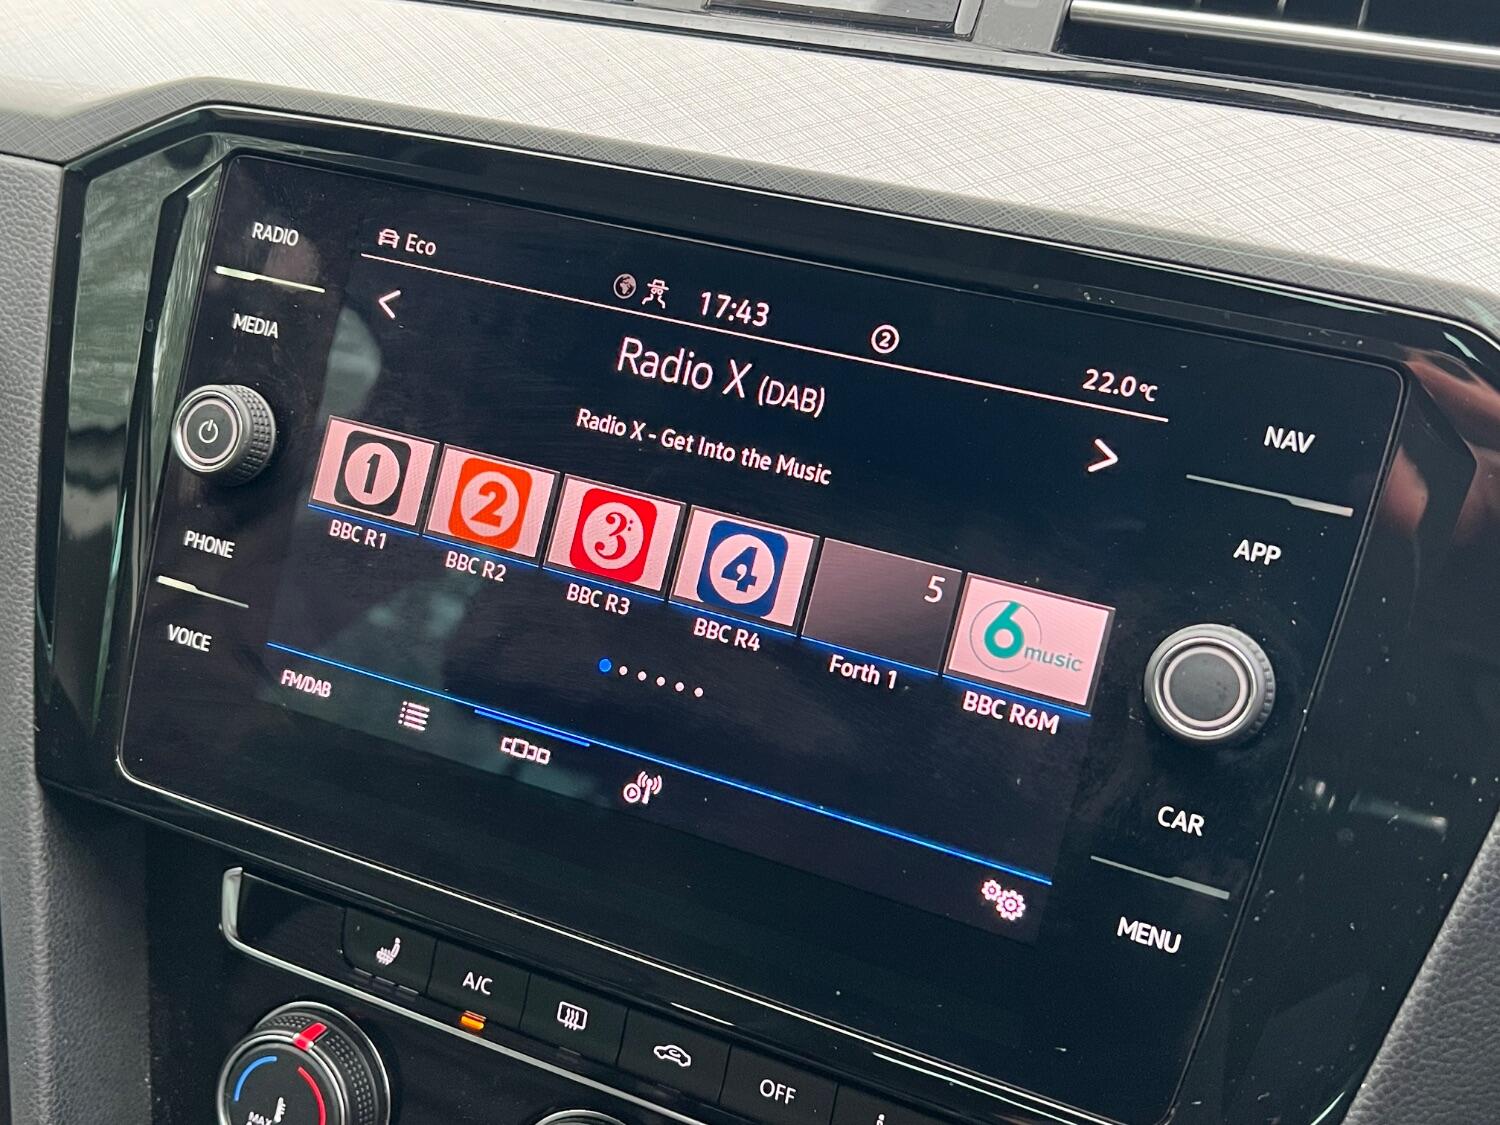 RADIO
Eco
17:43
2
22.0°C
MEDIA
Radio X (DAB)
Radio X - Get Into the Music
NAV
APP
1
2
3
4
5
6 music
BBC R1
BBC R2
BBC R3
BBC R4
Forth 1
BBC R6M
PHONE
VOICE
FM/DAB
CAR
MENU
A/C
OFF
MAX